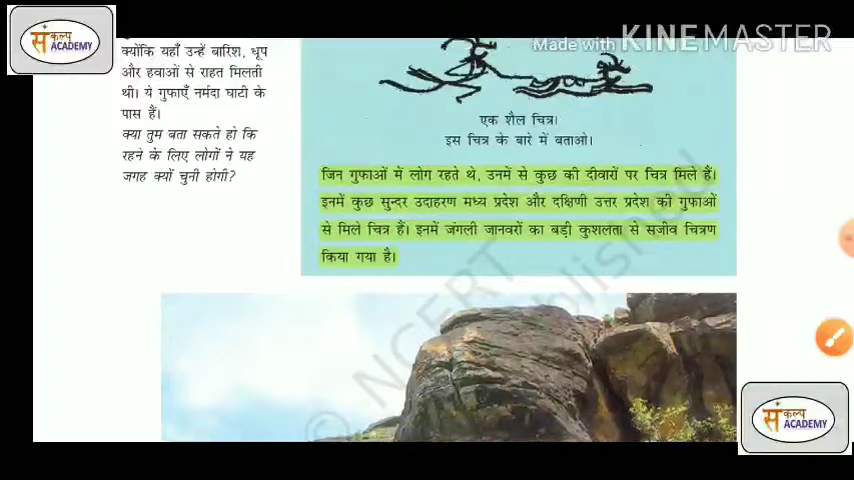 संकल्प
ACADEMY
Made with KINEMASTER
क्योंकि यहाँ उन्हें बारिश, धूप
और हवाओं से राहत मिलती
थी। ये गुफाएँ नर्मदा घाटी के
पास हैं।
क्या तुम बता सकते हो कि
रहने के लिए लोगों ने यह
जगह क्यों चुनी होगी?
एक शैल चित्र।
इस चित्र के बारे में बताओ।
जिन गुफाओं में लोग रहते थे, उनमें से कुछ की दीवारों पर चित्र मिले हैं।
इनमें कुछ सुन्दर उदाहरण मध्य प्रदेश और दक्षिणी उत्तर प्रदेश की गुफाओं
से मिले चित्र हैं। इनमें जंगली जानवरों का बड़ी कुशलता से सजीव चित्रण
किया गया है।
© NCERT
संकल्प
ACADEMY